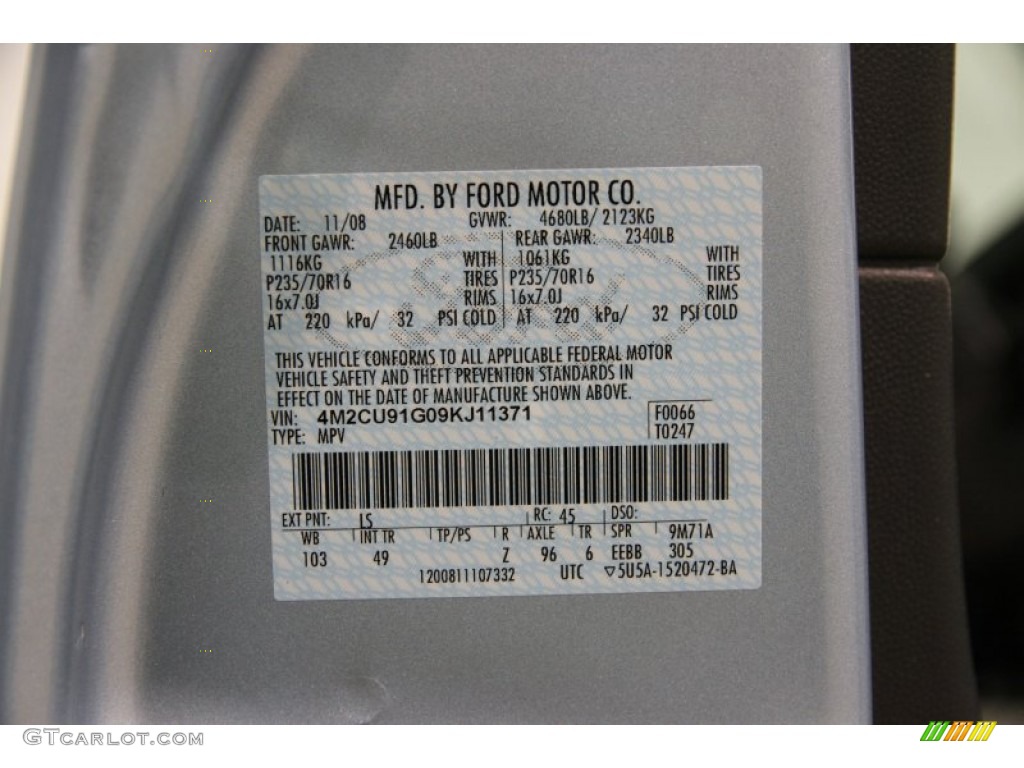 MFD. BY FORD MOTOR CO.
DATE: 11/08 GVWR: 4680LB/ 2123KG
FRONT GAWR: 2460LB REAR GAWR: 2340LB
1116KG WITH 1061KG WITH
P235/70R16 TIRES P235/70R16 TIRES
16x7.0J RIMS 16x7.0J RIMS
AT 220 kPa/ 32 PSI COLD AT 220 kPa/ 32 PSI COLD
THIS VEHICLE CONFORMS TO ALL APPLICABLE FEDERAL MOTOR
VEHICLE SAFETY AND THEFT PREVENTION STANDARDS IN
EFFECT ON THE DATE OF MANUFACTURE SHOWN ABOVE.
VIN: 4M2CU91G09KJ11371 F0066
TYPE: MPV T0247
EXT PNT: LS RC: 45 DSO:
WB INT TR TP/PS R AXLE TR SPR 9M71A
103 49 Z 96 6 EEBB 305
1200811107332 UTC ▽5U5A-1520472-BA
GTCARLOT.COM